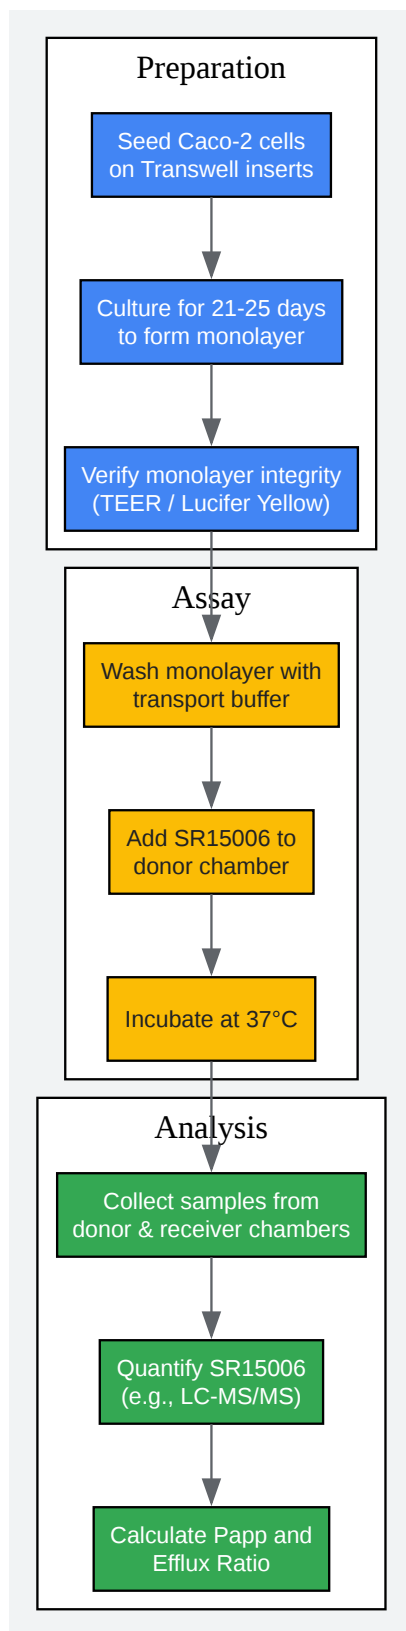 Preparation
Seed Caco-2 cells
on Transwell inserts
Culture for 21-25 days
to form monolayer
Verify monolayer integrity
(TEER / Lucifer Yellow)
Assay
Wash monolayer with
transport buffer
Add SR15006 to
donor chamber
Incubate at 37°C
Analysis
Collect samples from
donor & receiver chambers
Quantify SR15006
(e.g., LC-MS/MS)
Calculate Papp and
Efflux Ratio